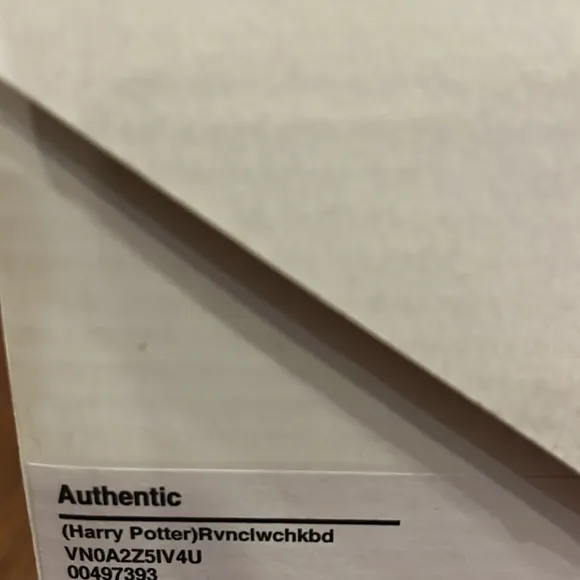 Authentic
(Harry Potter)Rvnclwchkbd
VN0A2Z5IV4U
00497393